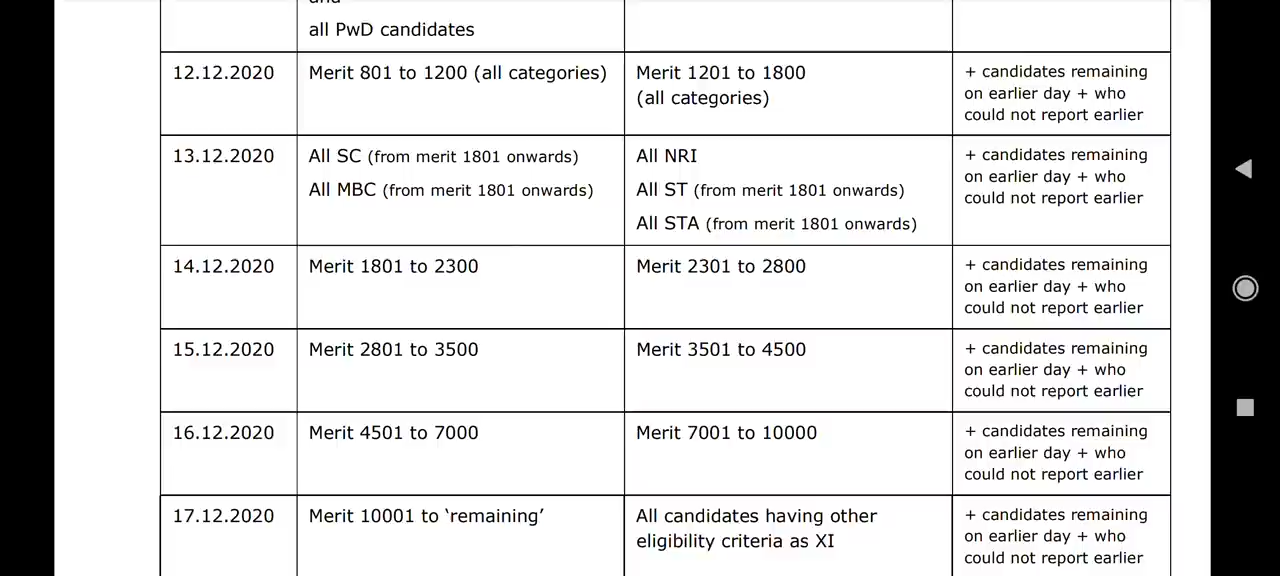 all PwD candidates
12.12.2020
Merit 801 to 1200 (all categories)
Merit 1201 to 1800
(all categories)
+ candidates remaining
on earlier day + who
could not report earlier
13.12.2020
All SC (from merit 1801 onwards)
All MBC (from merit 1801 onwards)
All NRI
All ST (from merit 1801 onwards)
All STA (from merit 1801 onwards)
+ candidates remaining
on earlier day + who
could not report earlier
14.12.2020
Merit 1801 to 2300
Merit 2301 to 2800
+ candidates remaining
on earlier day + who
could not report earlier
15.12.2020
Merit 2801 to 3500
Merit 3501 to 4500
+ candidates remaining
on earlier day + who
could not report earlier
16.12.2020
Merit 4501 to 7000
Merit 7001 to 10000
+ candidates remaining
on earlier day + who
could not report earlier
17.12.2020
Merit 10001 to ‘remaining’
All candidates having other
eligibility criteria as XI
+ candidates remaining
on earlier day + who
could not report earlier